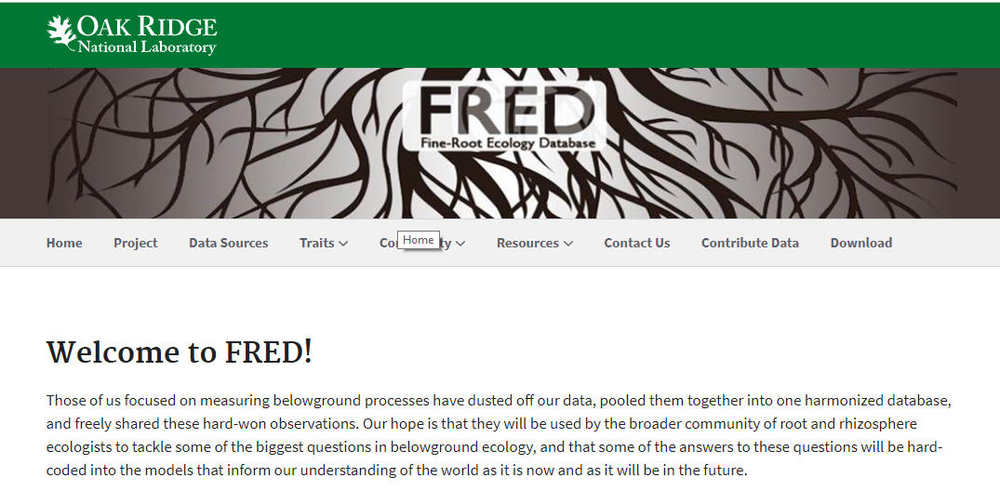 OAK RIDGE
National Laboratory
FRED
Fine-Root Ecology Database
Home Project Data Sources Traits Co ty Resources Contact Us Contribute Data Download
Home
Welcome to FRED!
Those of us focused on measuring belowground processes have dusted off our data, pooled them together into one harmonized database,
and freely shared these hard-won observations. Our hope is that they will be used by the broader community of root and rhizosphere
ecologists to tackle some of the biggest questions in belowground ecology, and that some of the answers to these questions will be hard-
coded into the models that inform our understanding of the world as it is now and as it will be in the future.